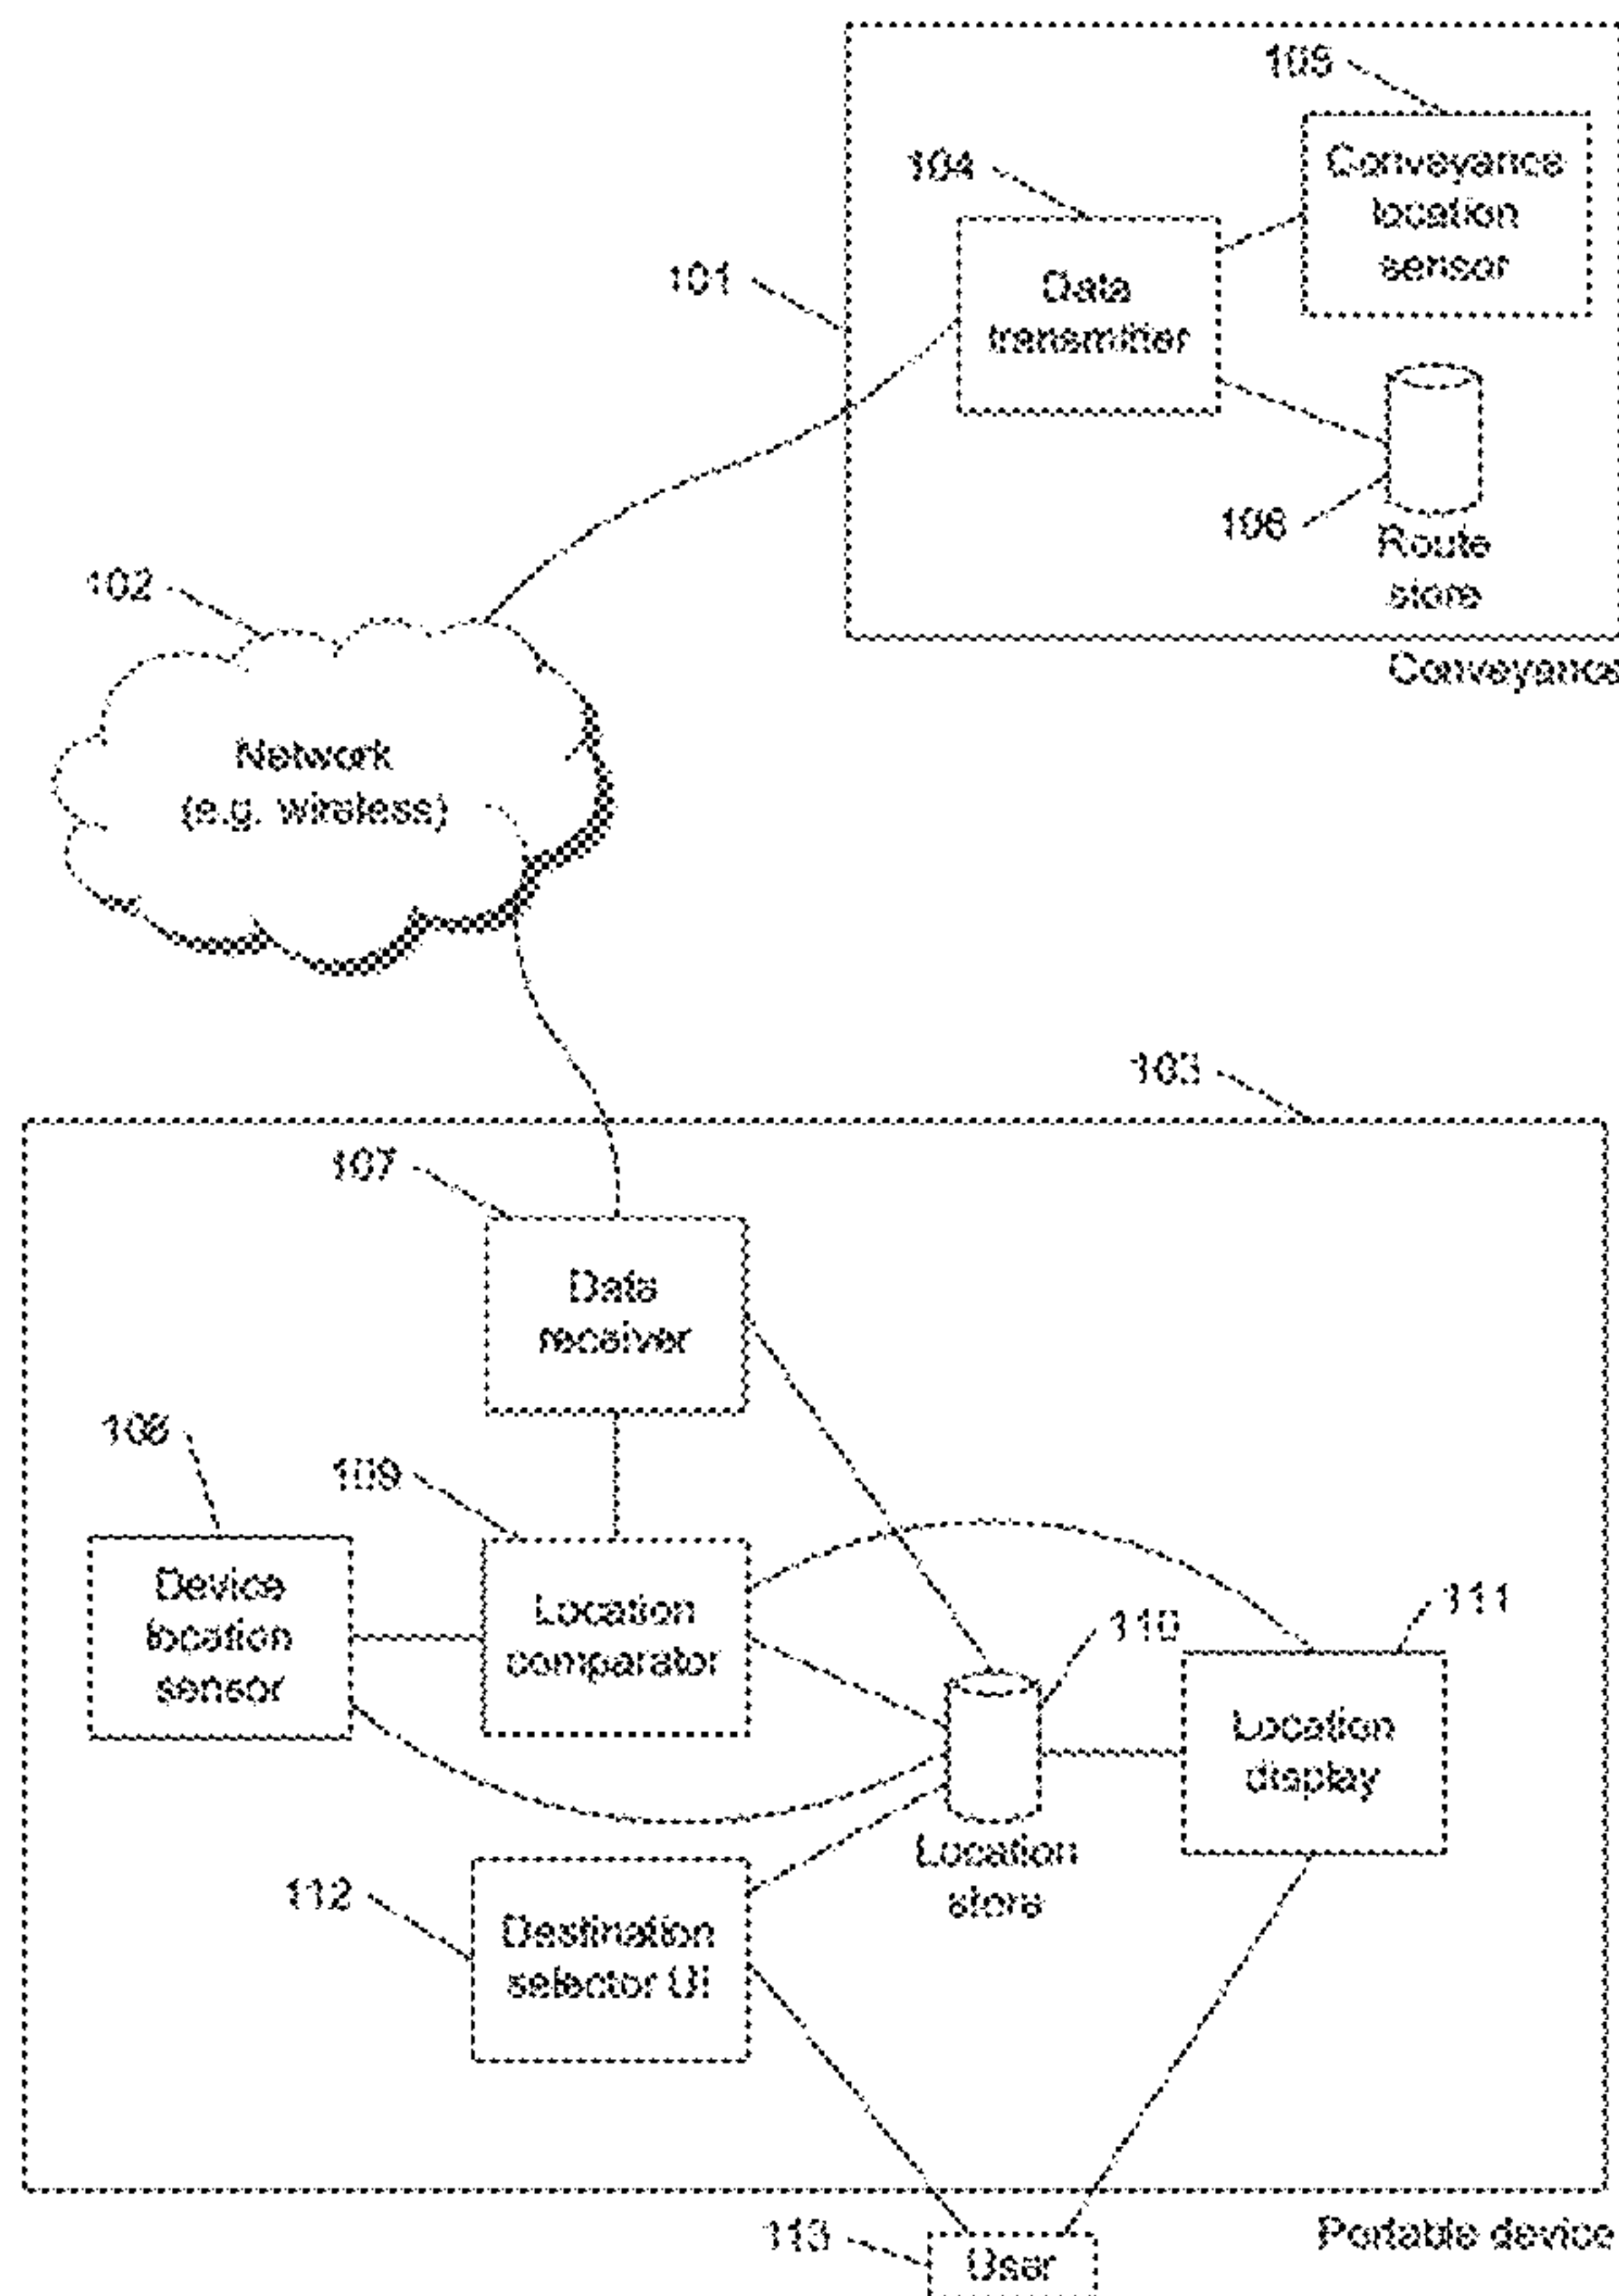 105
Conveyance
location
sensor
104
Data
transmitter
101
106
Route
store
Conveyance
102
Network
(e.g. wireless)
103
107
Data
receiver
108
109
Device
location
sensor
Location
comparator
110
111
Location
display
Location
store
112
Destination
selector UI
113
User
Portable device